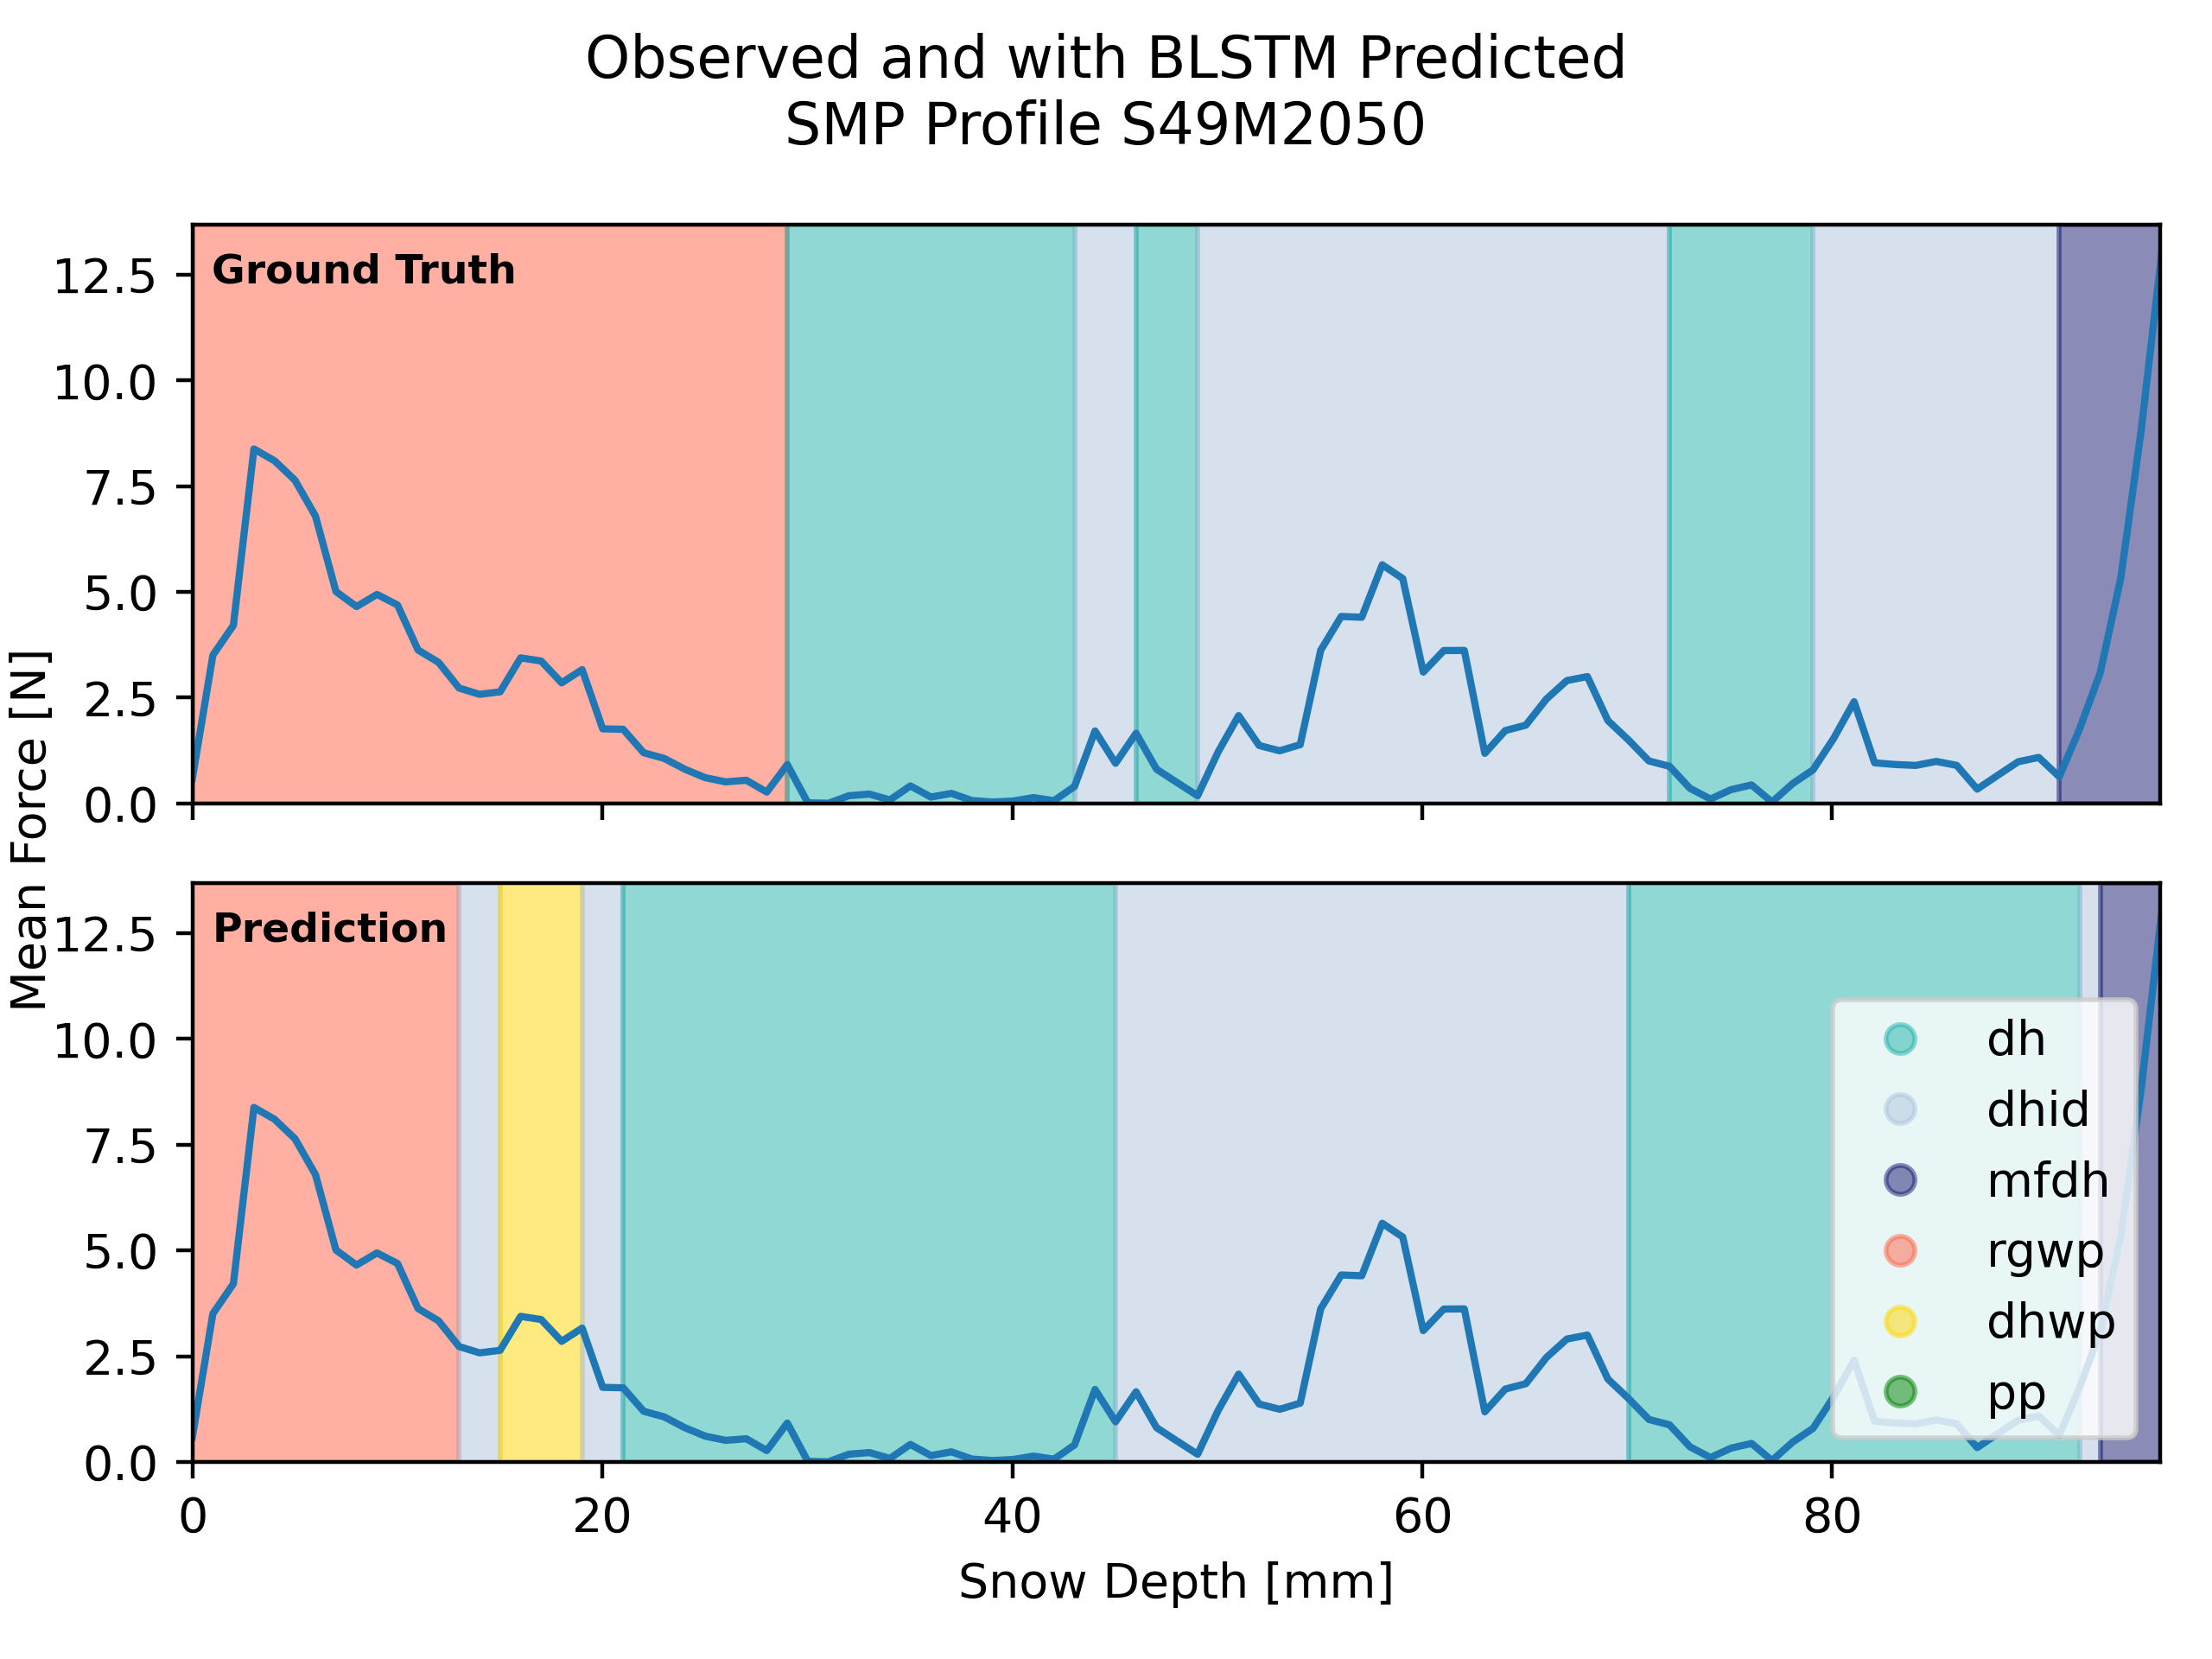 Observed and with BLSTM Predicted
SMP Profile S49M2050
Mean Force [N]
Ground Truth
12.5
10.0
7.5
5.0
2.5
0.0
Prediction
12.5
10.0
7.5
5.0
2.5
0.0
dh
dhid
mfdh
rgwp
dhwp
pp
0 20 40 60 80
Snow Depth [mm]